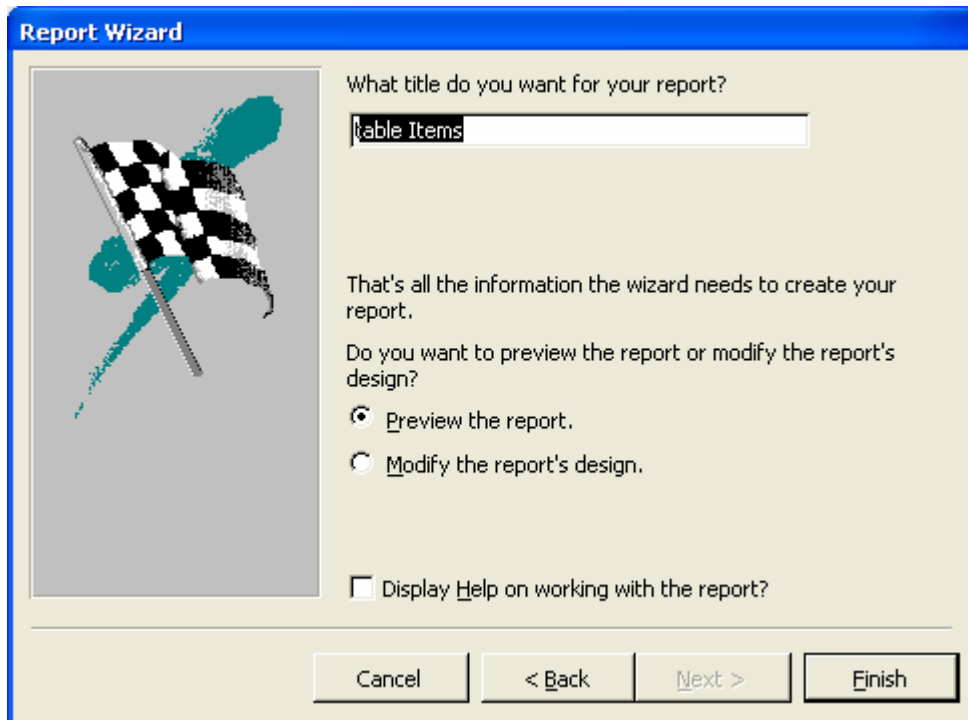 Report Wizard
What title do you want for your report?
table Items
That's all the information the wizard needs to create your
report.
Do you want to preview the report or modify the report's
design?
Preview the report.
Modify the report's design.
Display Help on working with the report?
Cancel
< Back
Next >
Finish